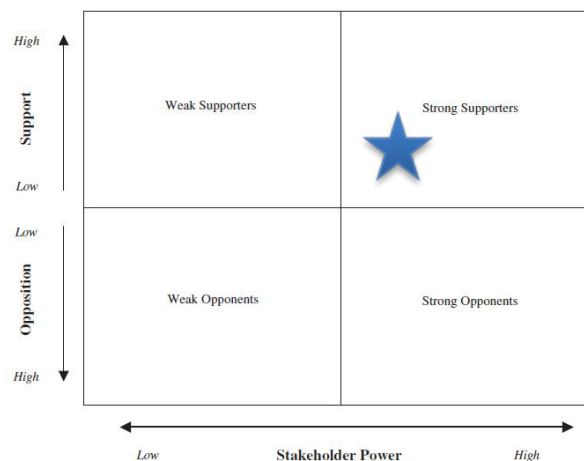 High
Support
Low
Weak Supporters
Strong Supporters
Low
Opposition
High
Weak Opponents
Strong Opponents
Low
Stakeholder Power
High